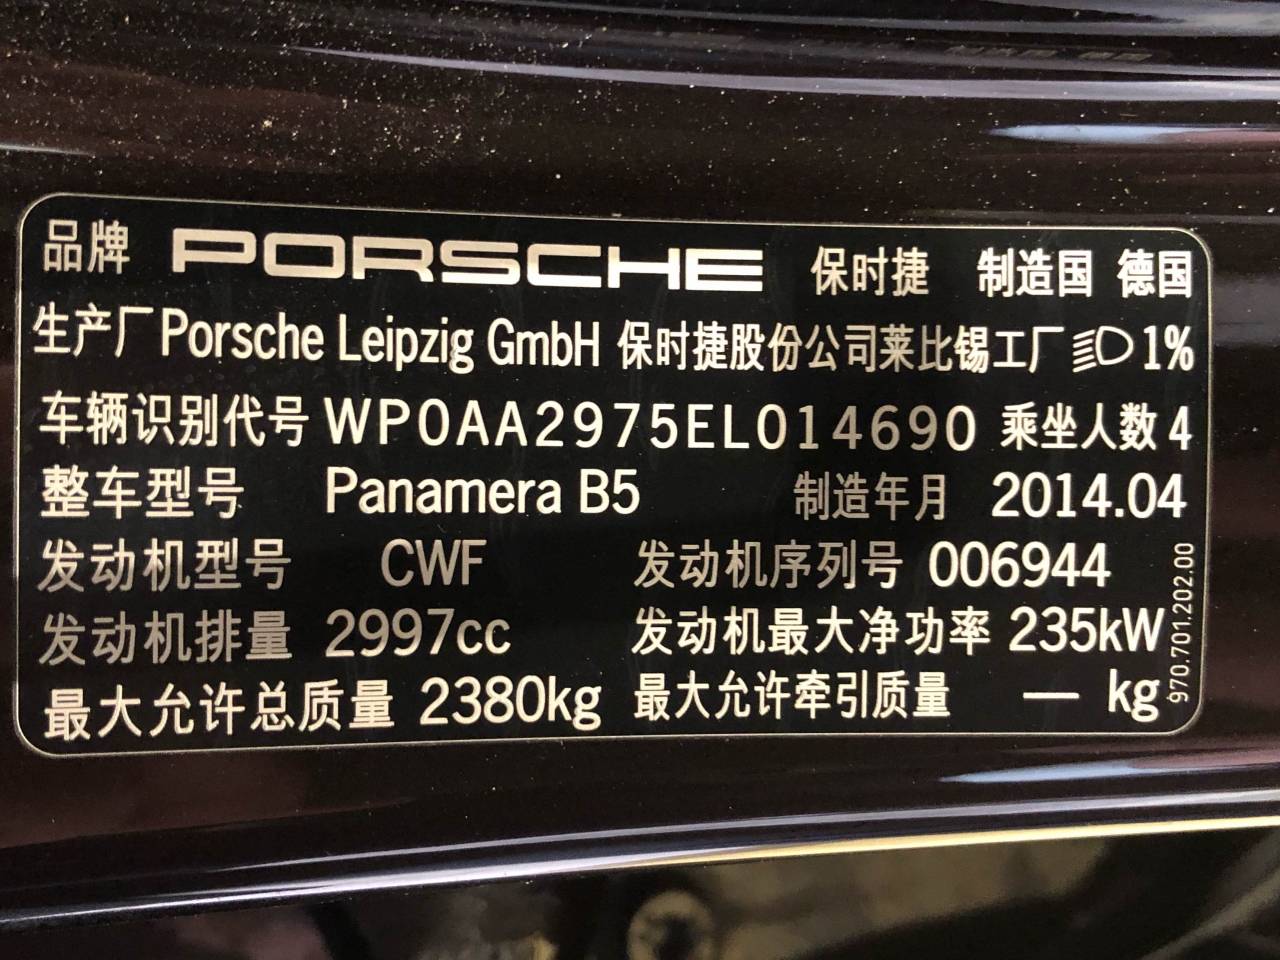 品牌 PORSCHE 保时捷 制造国 德国
生产厂 Porsche Leipzig GmbH 保时捷股份公司莱比锡工厂 1%
车辆识别代号 WP0AA2975EL014690 乘坐人数 4
整车型号 Panamera B5 制造年月 2014.04
发动机型号 CWF 发动机序列号 006944
发动机排量 2997cc 发动机最大净功率 235kW
最大允许总质量 2380kg 最大允许牵引质量 — kg
970.701.202.00